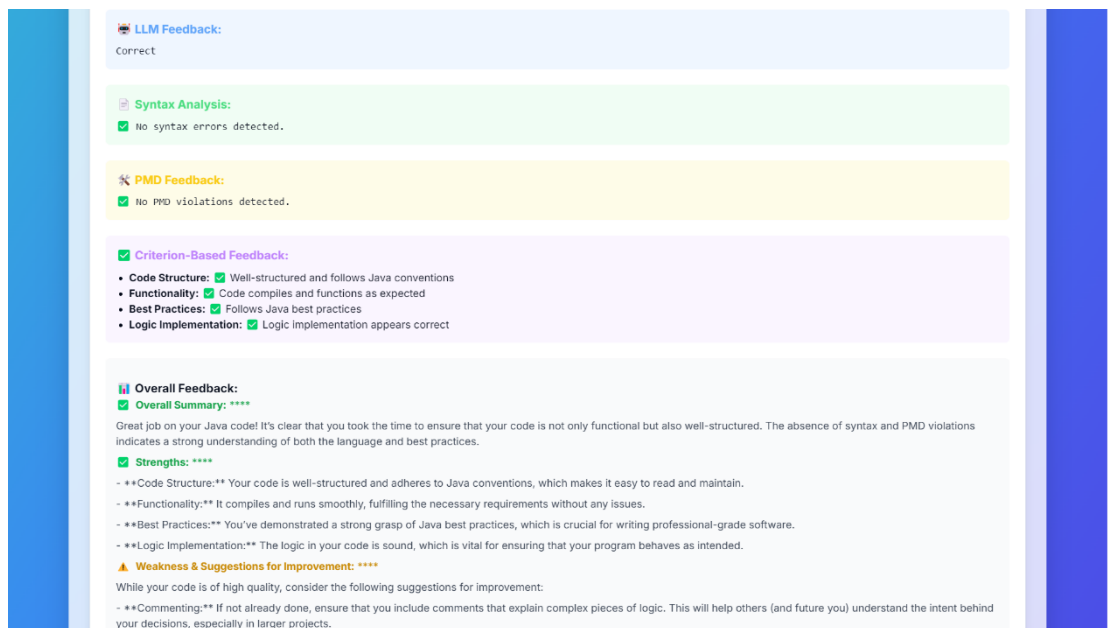 LLM Feedback:
Correct
Syntax Analysis:
✅ No syntax errors detected.
PMD Feedback:
✅ No PMD violations detected.
✅ Criterion-Based Feedback:
• Code Structure: ✅ Well-structured and follows Java conventions
• Functionality: ✅ Code compiles and functions as expected
• Best Practices: ✅ Follows Java best practices
• Logic Implementation: ✅ Logic implementation appears correct
Overall Feedback:
✅ Overall Summary: ****
Great job on your Java code! It's clear that you took the time to ensure that your code is not only functional but also well-structured. The absence of syntax and PMD violations
indicates a strong understanding of both the language and best practices.
✅ Strengths: ****
- **Code Structure:** Your code is well-structured and adheres to Java conventions, which makes it easy to read and maintain.
- **Functionality:** It compiles and runs smoothly, fulfilling the necessary requirements without any issues.
- **Best Practices:** You've demonstrated a strong grasp of Java best practices, which is crucial for writing professional-grade software.
- **Logic Implementation:** The logic in your code is sound, which is vital for ensuring that your program behaves as intended.
⚠️ Weakness & Suggestions for Improvement: ****
While your code is of high quality, consider the following suggestions for improvement:
- **Commenting:** If not already done, ensure that you include comments that explain complex pieces of logic. This will help others (and future you) understand the intent behind
your decisions, especially in larger projects.